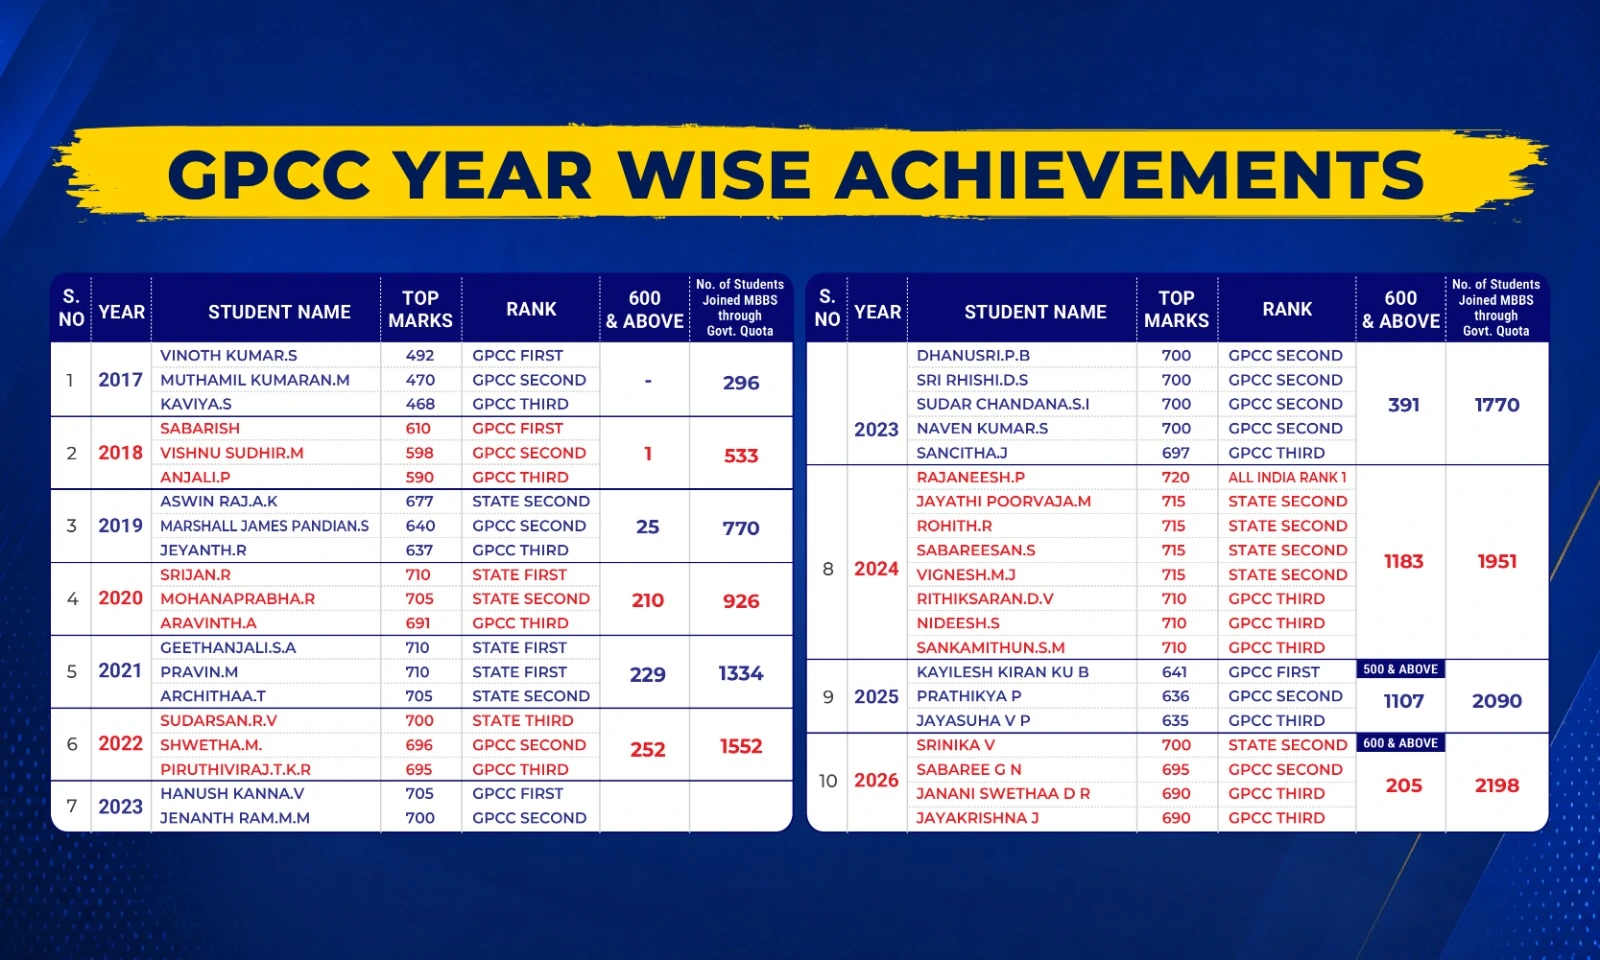 GPCC YEAR WISE ACHIEVEMENTS
S. NO YEAR STUDENT NAME TOP MARKS RANK 600 & ABOVE No. of Students Joined MBBS through Govt. Quota
1 2017 VINOTH KUMAR.S 492 GPCC FIRST - 296
MUTHAMIL KUMARAN.M 470 GPCC SECOND
KAVIYA.S 468 GPCC THIRD
2 2018 SABARISH 610 GPCC FIRST 1 533
VISHNU SUDHIR.M 598 GPCC SECOND
ANJALI.P 590 GPCC THIRD
3 2019 ASWIN RAJ.A.K 677 STATE SECOND 25 770
MARSHALL JAMES PANDIAN.S 640 GPCC SECOND
JEYANTH.R 637 GPCC THIRD
4 2020 SRIJAN.R 710 STATE FIRST 210 926
MOHANAPRABHA.R 705 STATE SECOND
ARAVINTH.A 691 GPCC THIRD
5 2021 GEETHANJALI.S.A 710 STATE FIRST 229 1334
PRAVIN.M 710 STATE FIRST
ARCHITHAA.T 705 STATE SECOND
6 2022 SUDARSAN.R.V 700 STATE THIRD 252 1552
SHWETHA.M. 696 GPCC SECOND
PIRUTHIVIRAJ.T.K.R 695 GPCC THIRD
7 2023 HANUSH KANNA.V 705 GPCC FIRST
JENANTH RAM.M.M 700 GPCC SECOND
S. NO YEAR STUDENT NAME TOP MARKS RANK 600 & ABOVE No. of Students Joined MBBS through Govt. Quota
2023 DHANUSRI.P.B 700 GPCC SECOND 391 1770
SRI RHISHI.D.S 700 GPCC SECOND
SUDAR CHANDANA.S.I 700 GPCC SECOND
NAVEN KUMAR.S 700 GPCC SECOND
SANCITHA.J 697 GPCC THIRD
8 2024 RAJANEESH.P 720 ALL INDIA RANK 1 1183 1951
JAYATHI POORVAJA.M 715 STATE SECOND
ROHITH.R 715 STATE SECOND
SABAREESAN.S 715 STATE SECOND
VIGNESH.M.J 715 STATE SECOND
RITHIKSARAN.D.V 710 GPCC THIRD
NIDEESH.S 710 GPCC THIRD
SANKAMITHUN.S.M 710 GPCC THIRD
9 2025 KAYILESH KIRAN KU B 641 GPCC FIRST 500 & ABOVE 1107 2090
PRATHIKYA P 636 GPCC SECOND
JAYASUHA V P 635 GPCC THIRD
10 2026 SRINIKA V 700 STATE SECOND 600 & ABOVE 205 2198
SABAREE G N 695 GPCC SECOND
JANANI SWETHAA D R 690 GPCC THIRD
JAYAKRISHNA J 690 GPCC THIRD